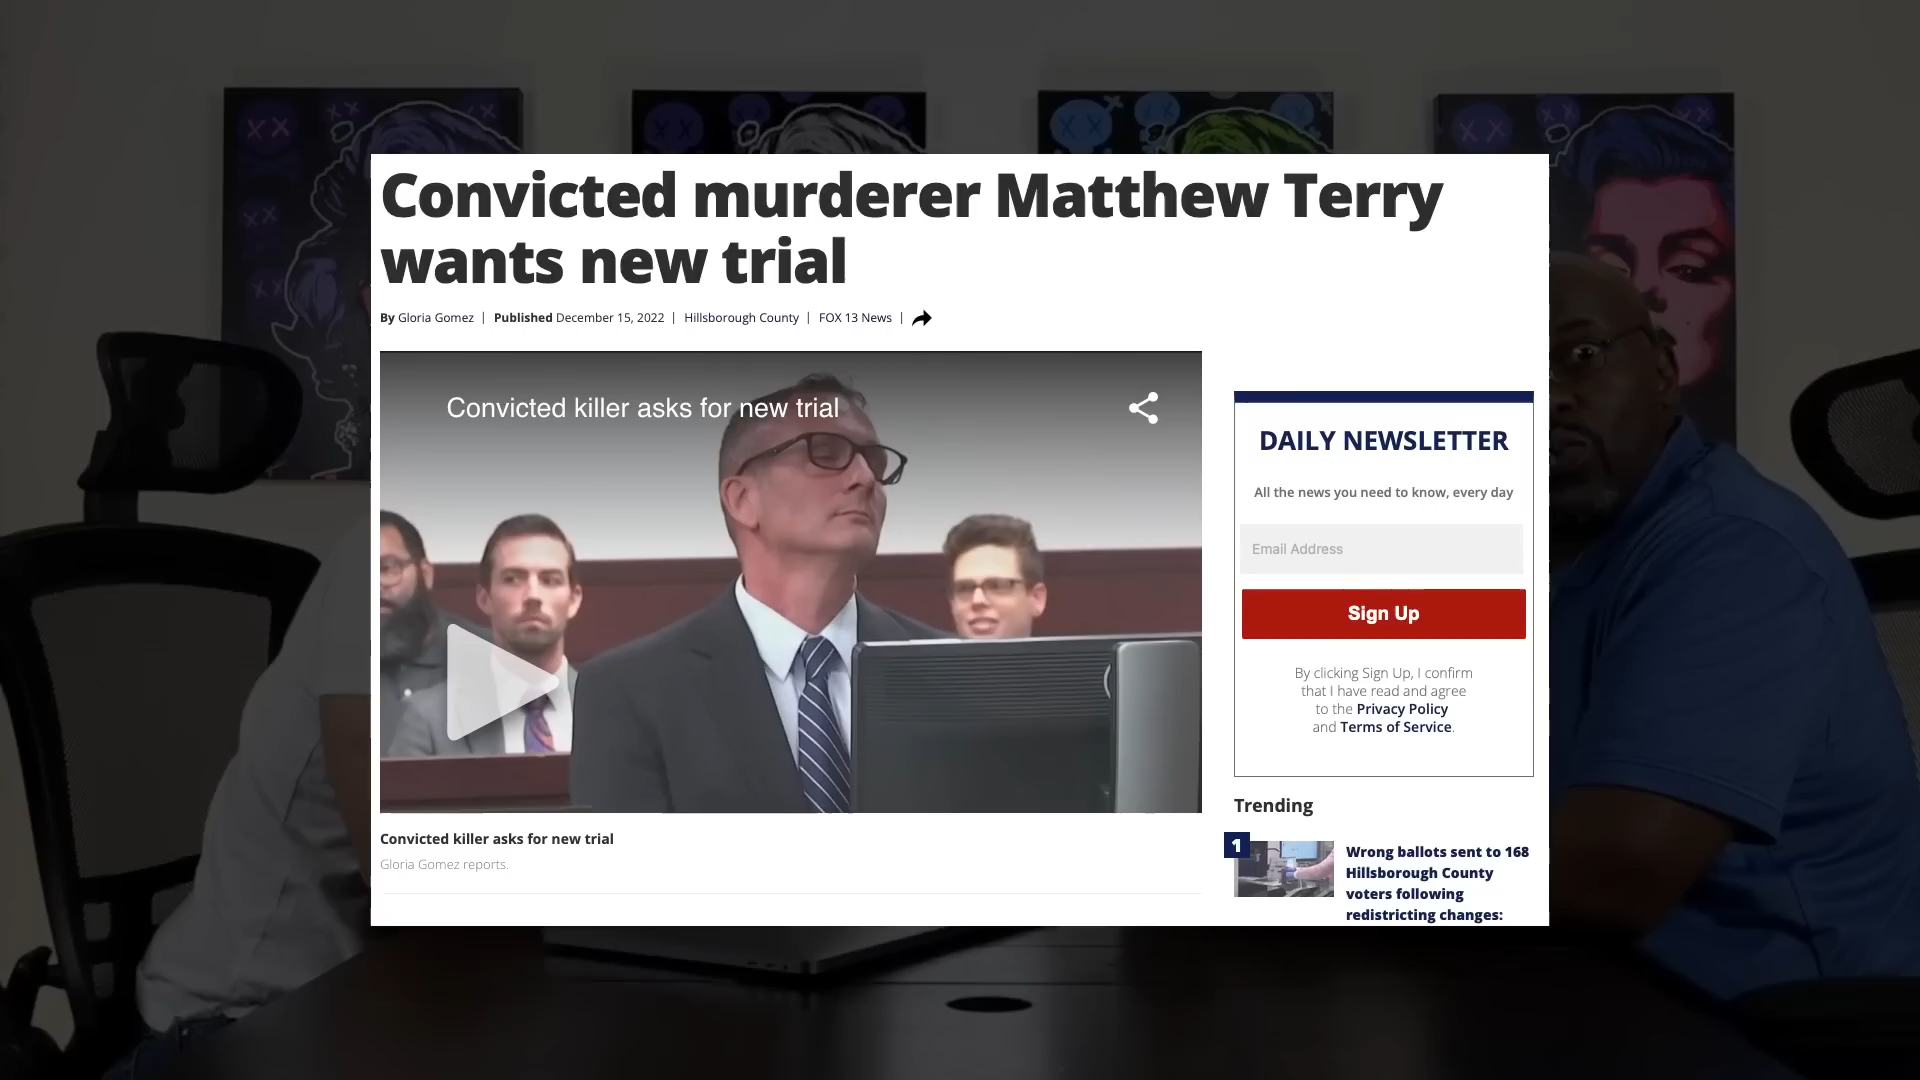 Convicted murderer Matthew Terry
wants new trial
By Gloria Gomez | Published December 15, 2022 | Hillsborough County | FOX 13 News |
Convicted killer asks for new trial
Convicted killer asks for new trial
Gloria Gomez reports.
DAILY NEWSLETTER
All the news you need to know, every day
Email Address
Sign Up
By clicking Sign Up, I confirm
that I have read and agree
to the Privacy Policy
and Terms of Service.
Trending
1
Wrong ballots sent to 168
Hillsborough County
voters following
redistricting changes: